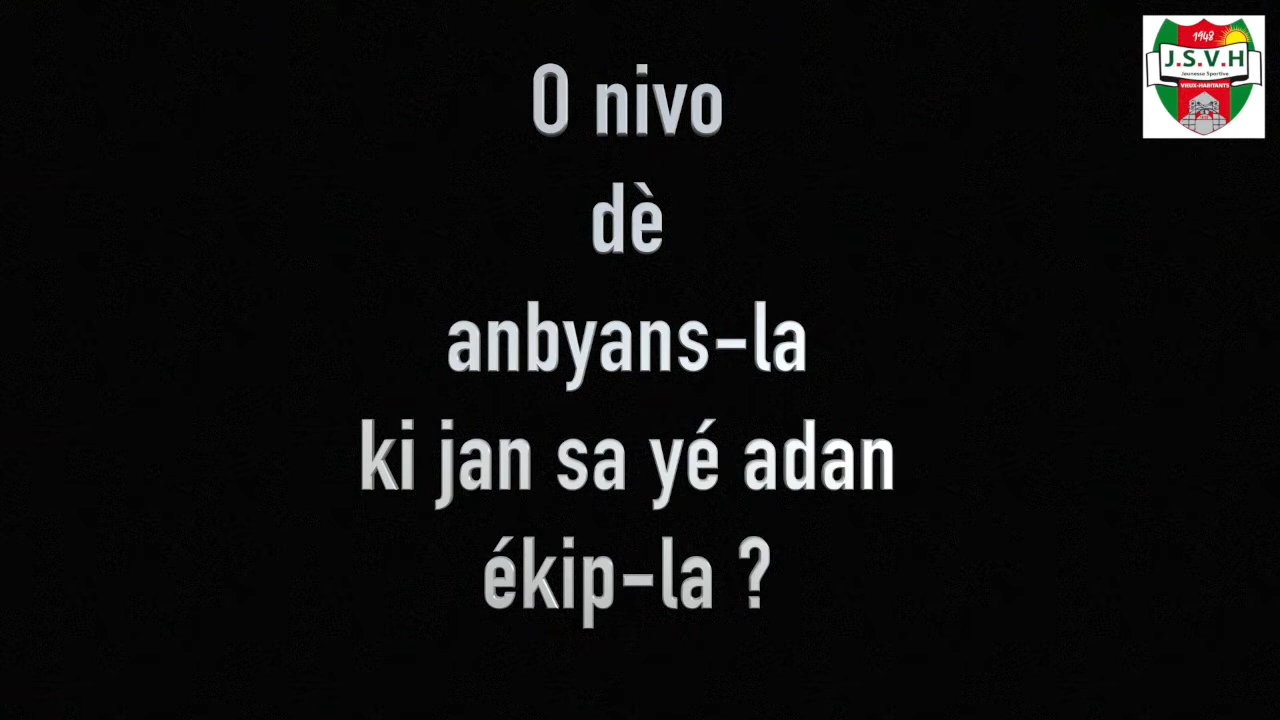 1948
J.S.V.H
Jeunesse Sportive
VIEUX-HABITANTS
O nivo
dè
anbyans-la
ki jan sa yé adan
ékip-la ?